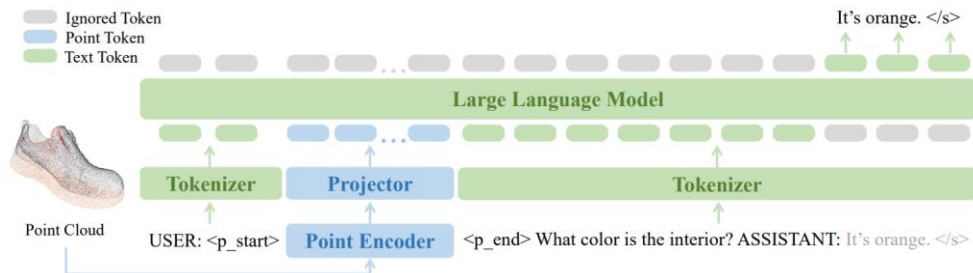 Ignored Token
Point Token
Text Token
It's orange. </s>
Large Language Model
Tokenizer
Projector
Tokenizer
Point Cloud
USER: <p_start>
Point Encoder
<p_end> What color is the interior? ASSISTANT: It's orange. </s>